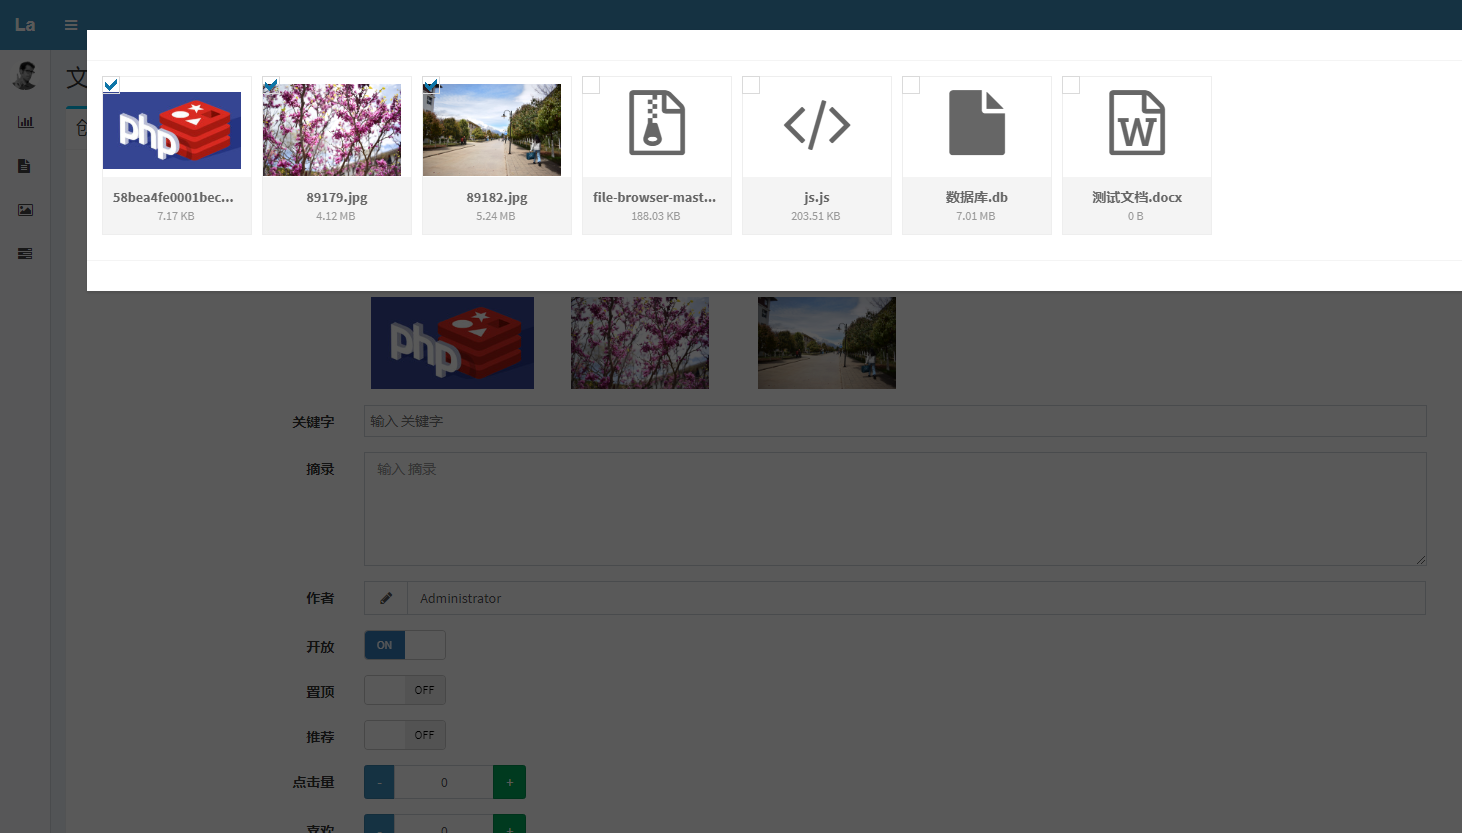 La
文
创
php
php
58bea4fe0001bec...
7.17 KB
89179.jpg
4.12 MB
89182.jpg
5.24 MB
file-browser-mast...
188.03 KB
js.js
203.51 KB
数据库.db
7.01 MB
W
测试文档.docx
0 B
关键字
输入 关键字
摘录
输入 摘录
作者
Administrator
开放
ON
置顶
OFF
推荐
OFF
点击量
-
0
+
喜欢
-
0
+